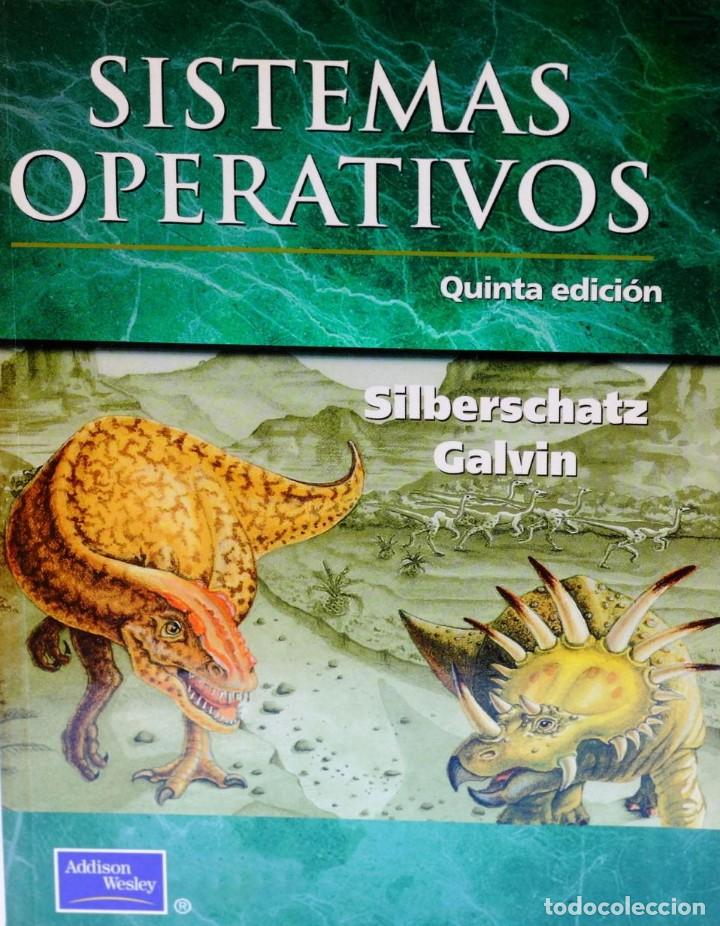 SISTEMAS
OPERATIVOS
Quinta edición
Silberschatz
Galvin
Addison
Wesley
®
todocoleccion